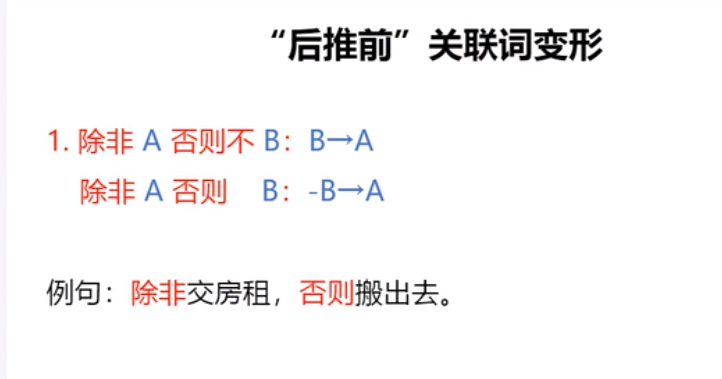 “后推前”关联词变形
1. 除非 A 否则不 B：B→A
除非 A 否则 B：-B→A
例句：除非交房租，否则搬出去。